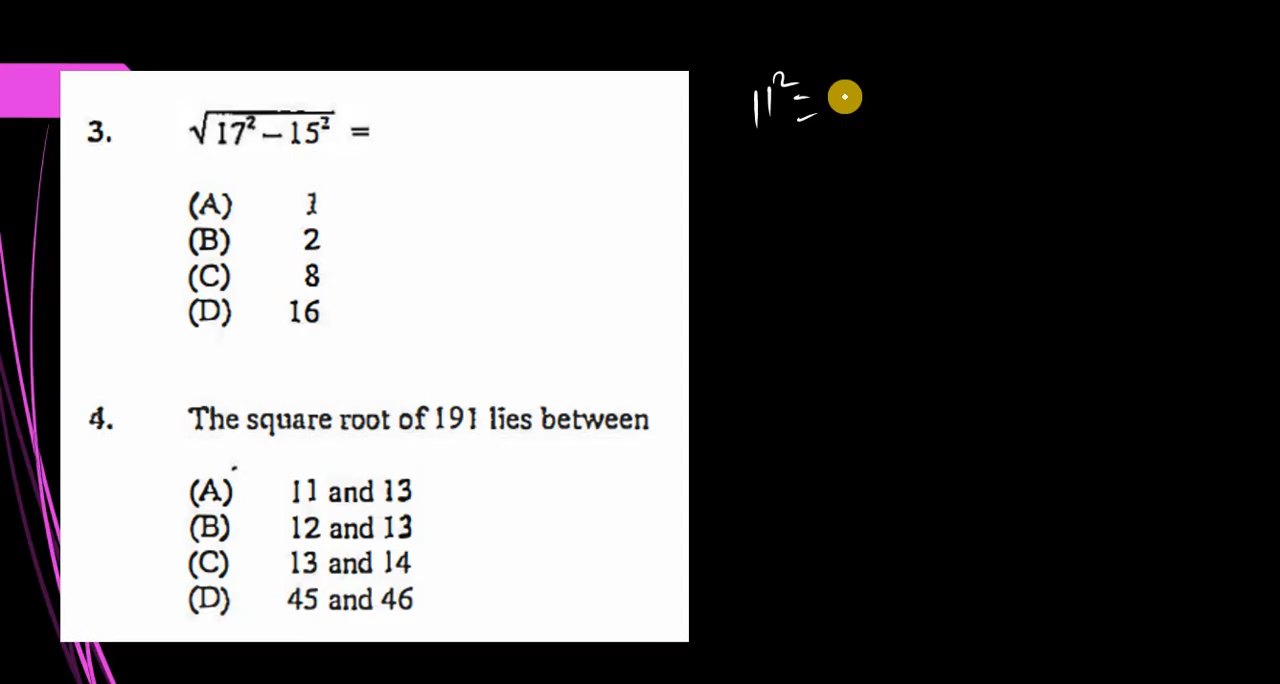 3. √17² – 15² =
(A) 1
(B) 2
(C) 8
(D) 16
4. The square root of 191 lies between
(A) 11 and 13
(B) 12 and 13
(C) 13 and 14
(D) 45 and 46
11² =